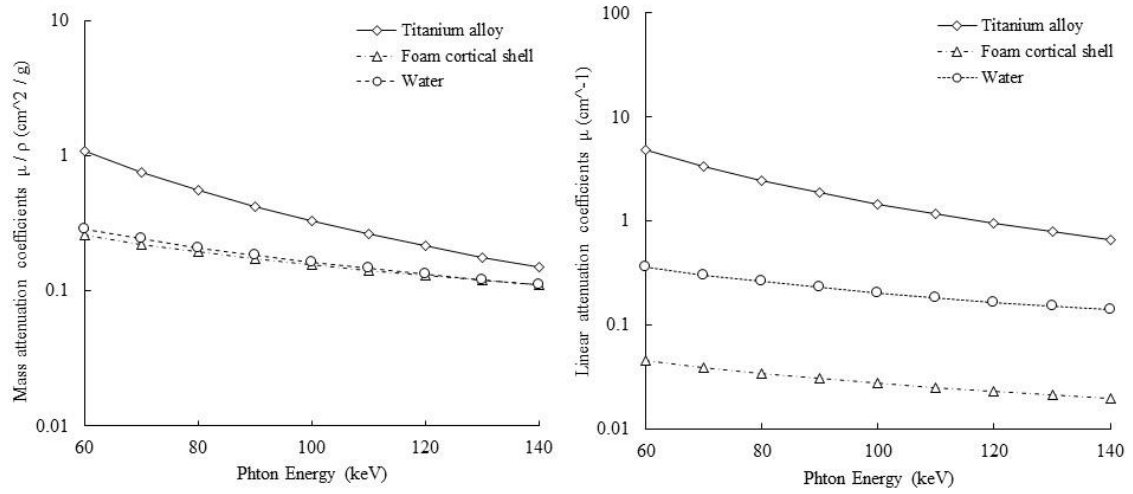 10
1
0.1
0.01
Mass attenuation coefficients μ / ρ (cm^2 / g)
Titanium alloy
Foam cortical shell
Water
60 80 100 120 140
Phton Energy (keV)
100
10
1
0.1
0.01
Linear attenuation coefficients μ (cm^-1)
Titanium alloy
Foam cortical shell
Water
60 80 100 120 140
Phton Energy (keV)